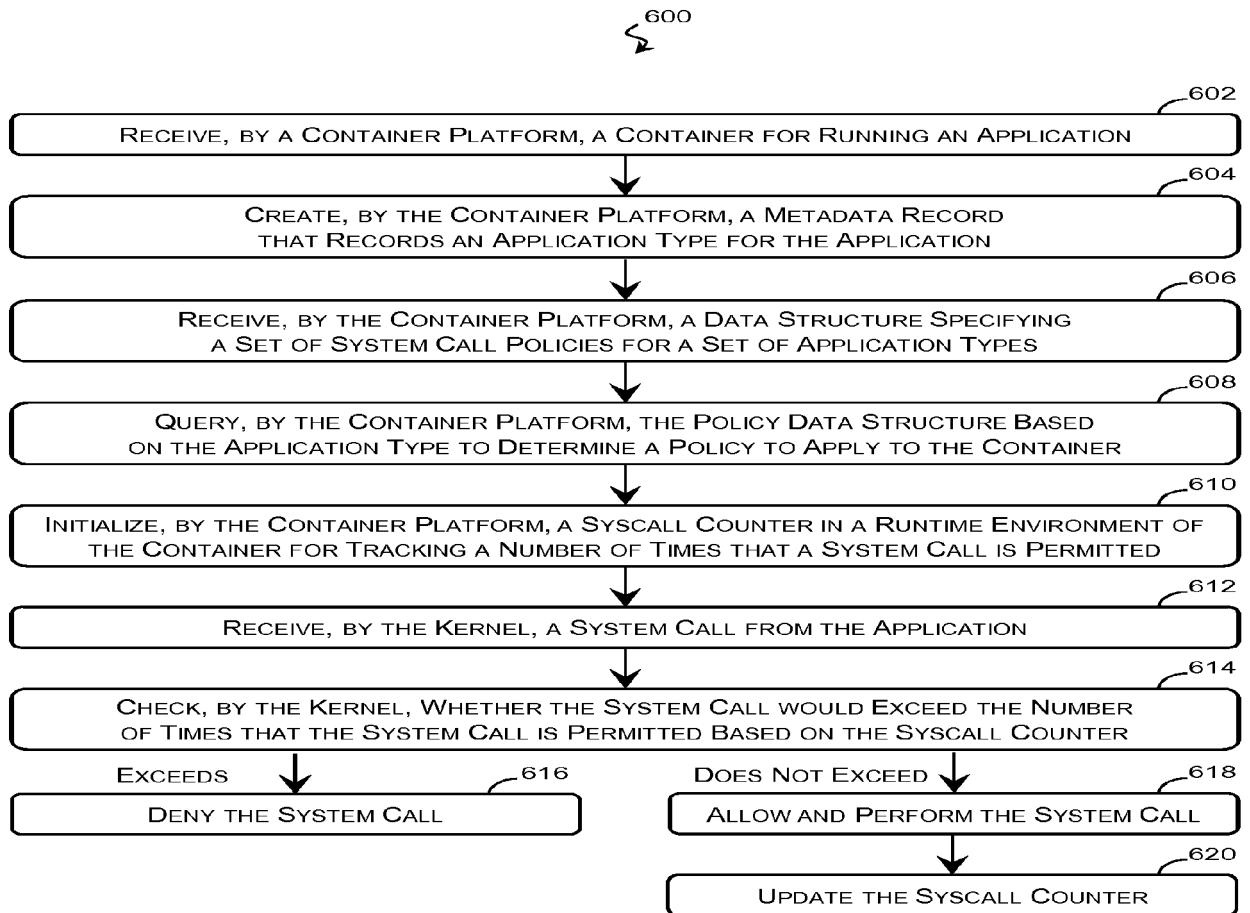 600
602
RECEIVE, BY A CONTAINER PLATFORM, A CONTAINER FOR RUNNING AN APPLICATION
604
CREATE, BY THE CONTAINER PLATFORM, A METADATA RECORD
THAT RECORDS AN APPLICATION TYPE FOR THE APPLICATION
606
RECEIVE, BY THE CONTAINER PLATFORM, A DATA STRUCTURE SPECIFYING
A SET OF SYSTEM CALL POLICIES FOR A SET OF APPLICATION TYPES
608
QUERY, BY THE CONTAINER PLATFORM, THE POLICY DATA STRUCTURE BASED
ON THE APPLICATION TYPE TO DETERMINE A POLICY TO APPLY TO THE CONTAINER
610
INITIALIZE, BY THE CONTAINER PLATFORM, A SYSCALL COUNTER IN A RUNTIME ENVIRONMENT OF
THE CONTAINER FOR TRACKING A NUMBER OF TIMES THAT A SYSTEM CALL IS PERMITTED
612
RECEIVE, BY THE KERNEL, A SYSTEM CALL FROM THE APPLICATION
614
CHECK, BY THE KERNEL, WHETHER THE SYSTEM CALL WOULD EXCEED THE NUMBER
OF TIMES THAT THE SYSTEM CALL IS PERMITTED BASED ON THE SYSCALL COUNTER
EXCEEDS
616
DENY THE SYSTEM CALL
DOES NOT EXCEED
618
ALLOW AND PERFORM THE SYSTEM CALL
620
UPDATE THE SYSCALL COUNTER